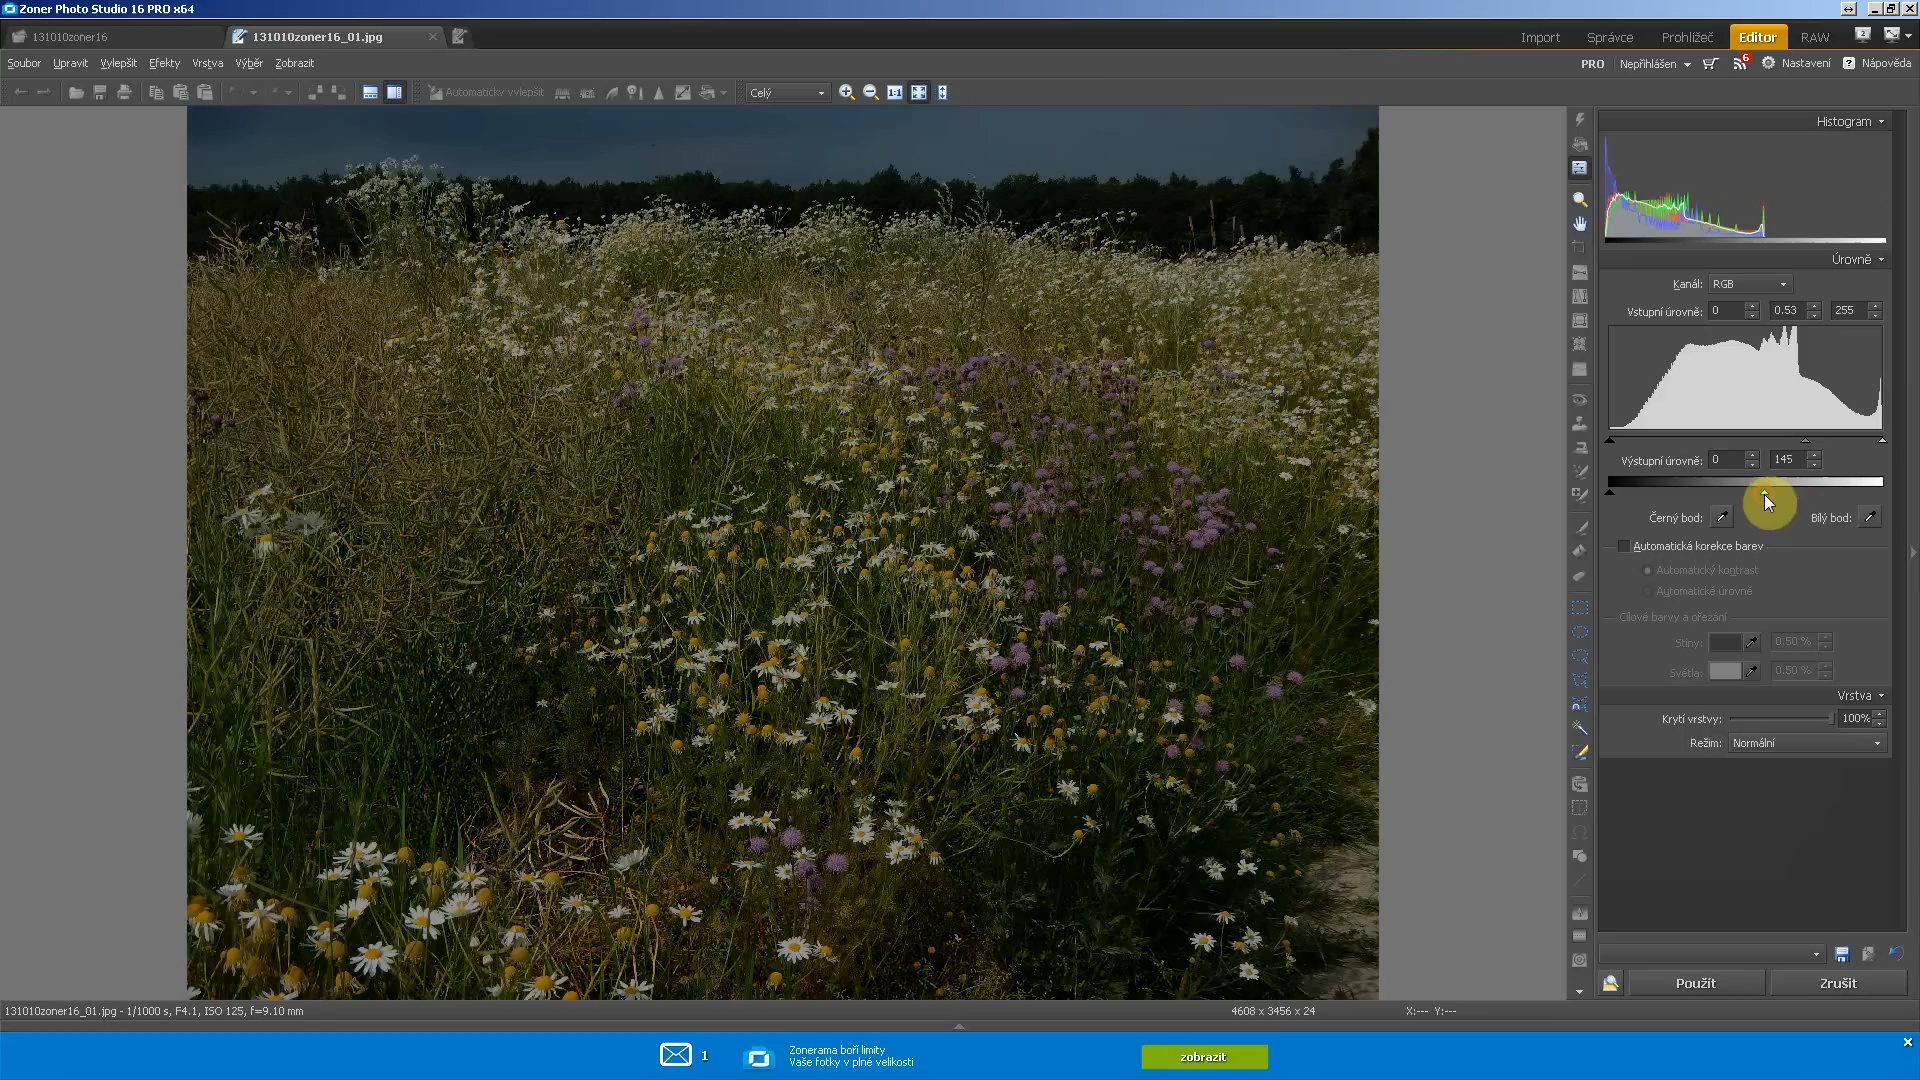 Zoner Photo Studio 16 PRO x64
131010zoner16
131010zoner16_01.jpg
Import
Správce
Prohlížeč
Editor
RAW
Soubor
Upravit
Vylepšit
Efekty
Vrstva
Výběr
Zobrazit
PRO
Nepřihlášen
6
Nastavení
Nápověda
Automaticky vylepšit
Celý
1:1
Histogram
Úrovně
Kanál:
RGB
Vstupní úrovně:
0
0.53
255
Výstupní úrovně:
0
145
Černý bod:
Bílý bod:
Automatická korekce barev
Automatický kontrast
Automatické úrovně
Cílové barvy a ořezání
Stíny:
0.50 %
Světla:
0.50 %
Vrstva
Krytí vrstvy:
100%
Režim:
Normální
Použít
Zrušit
131010zoner16_01.jpg - 1/1000 s, F4.1, ISO 125, f=9.10 mm
4608 x 3456 x 24
X:--- Y:---
1
Zonerama boří limity
Vaše fotky v plné velikosti
zobrazit